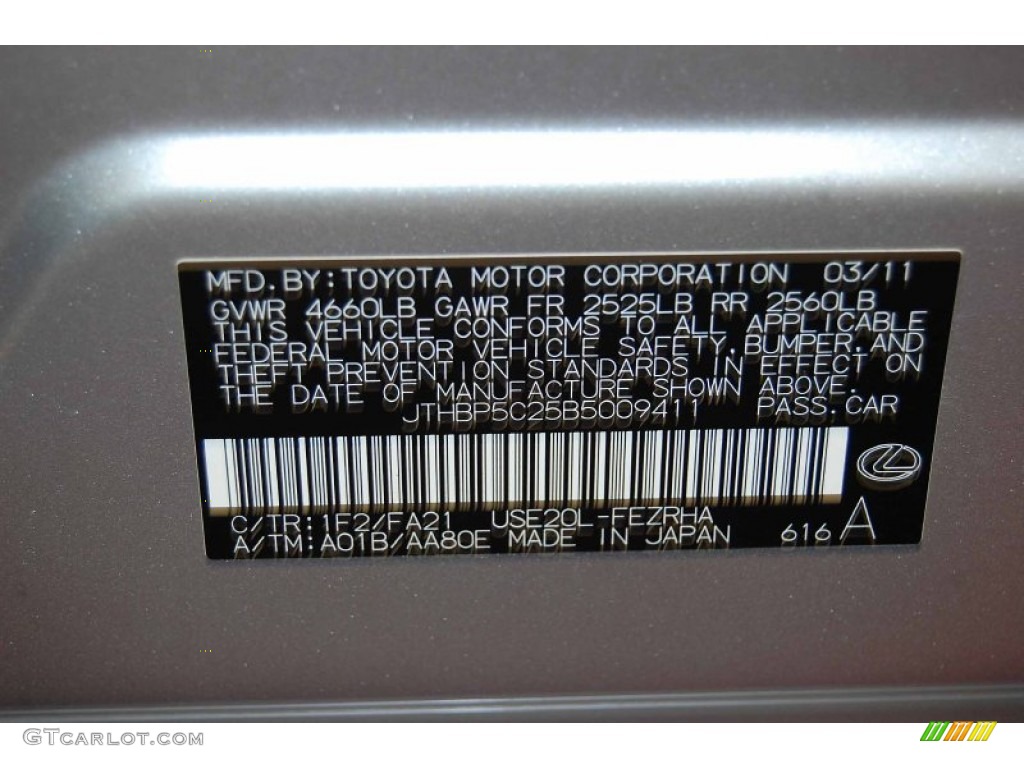 MFD.BY:TOYOTA MOTOR CORPORATION 03/11
GVWR 4660LB GAWR FR 2525LB RR 2560LB
THIS VEHICLE CONFORMS TO ALL APPLICABLE
FEDERAL MOTOR VEHICLE SAFETY,BUMPER,AND
THEFT PREVENTION STANDARDS IN EFFECT ON
THE DATE OF MANUFACTURE SHOWN ABOVE.
JTHBP5C25B5009411 PASS.CAR
C/TR:1F2/FA21 USE20L-FEZRHA
A/TM:A01B/AA80E MADE IN JAPAN 616 A
GTcarlot.com